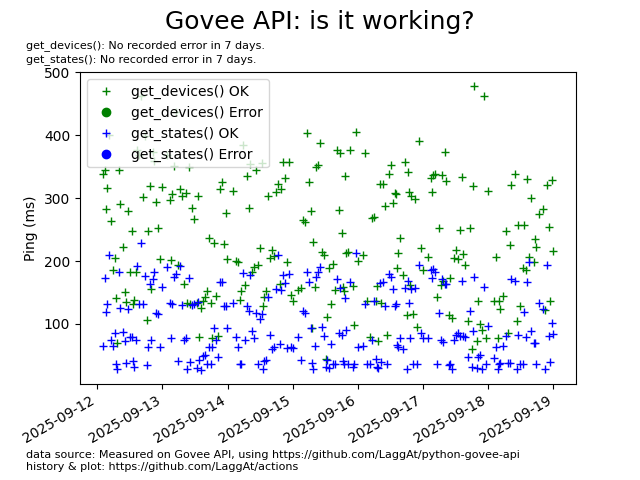 Govee API: is it working?
get_devices(): No recorded error in 7 days.
get_states(): No recorded error in 7 days.
500
400
300
200
100
Ping (ms)
get_devices() OK
get_devices() Error
get_states() OK
get_states() Error
2025-09-12
2025-09-13
2025-09-14
2025-09-15
2025-09-16
2025-09-17
2025-09-18
2025-09-19
data source: Measured on Govee API, using https://github.com/LaggAt/python-govee-api
history & plot: https://github.com/LaggAt/actions